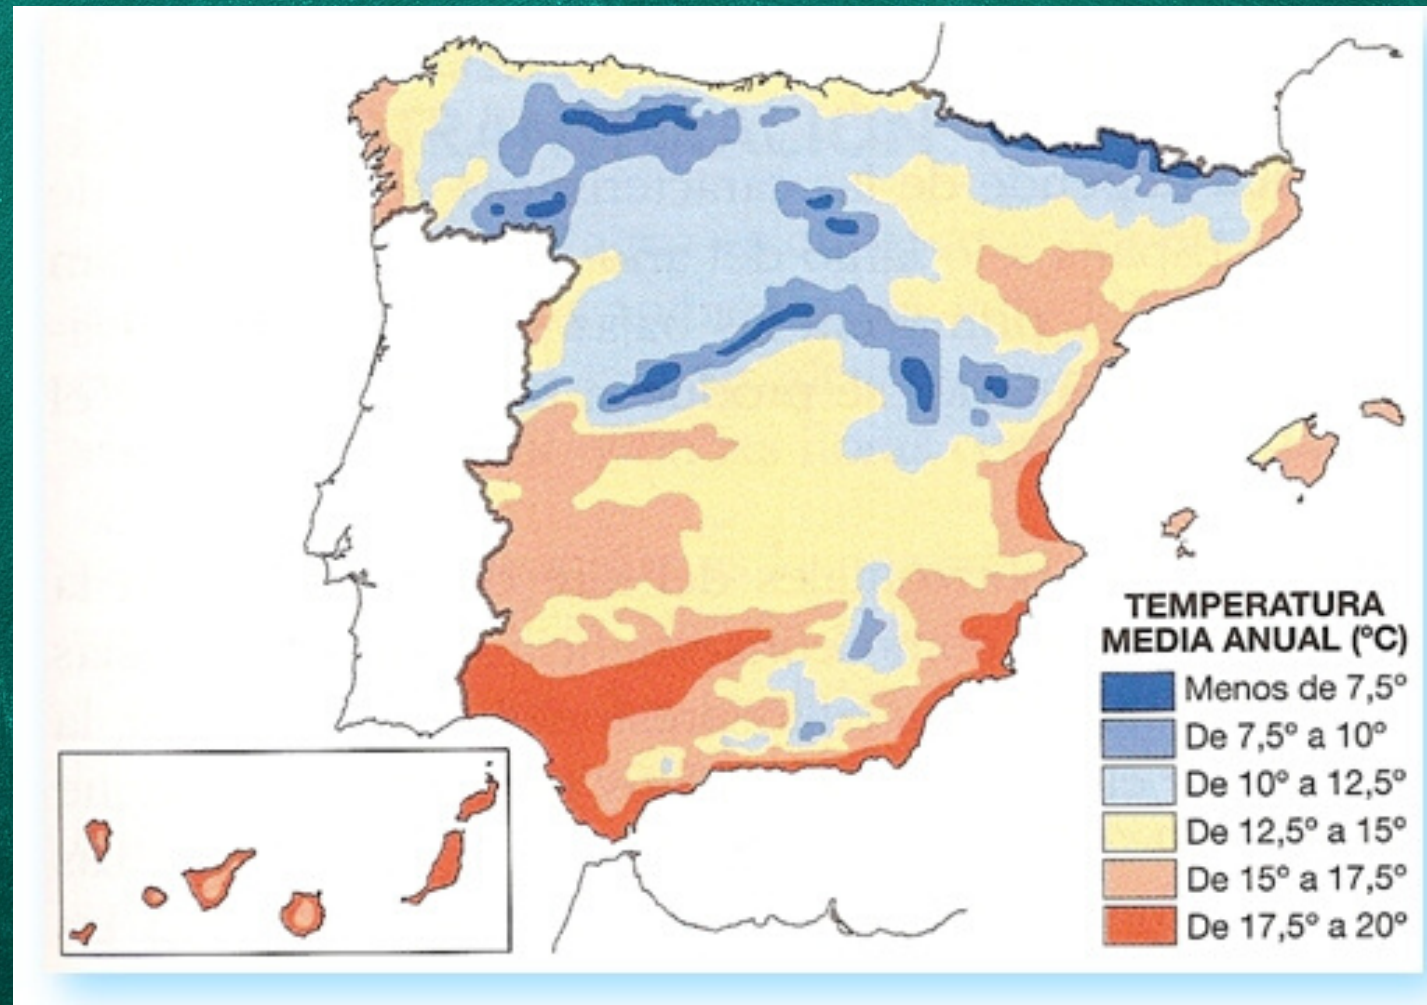 TEMPERATURA
MEDIA ANUAL (ºC)
Menos de 7,5º
De 7,5º a 10º
De 10º a 12,5º
De 12,5º a 15º
De 15º a 17,5º
De 17,5º a 20º